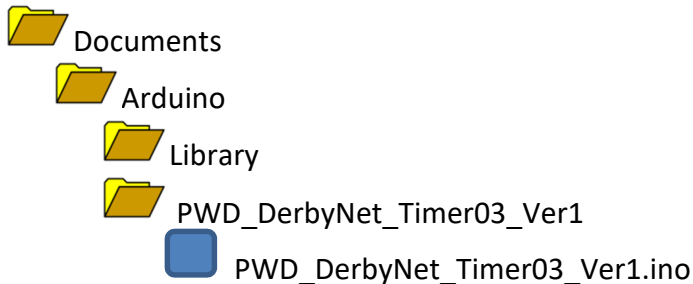 Documents
Arduino
Library
PWD_DerbyNet_Timer03_Ver1
PWD_DerbyNet_Timer03_Ver1.ino